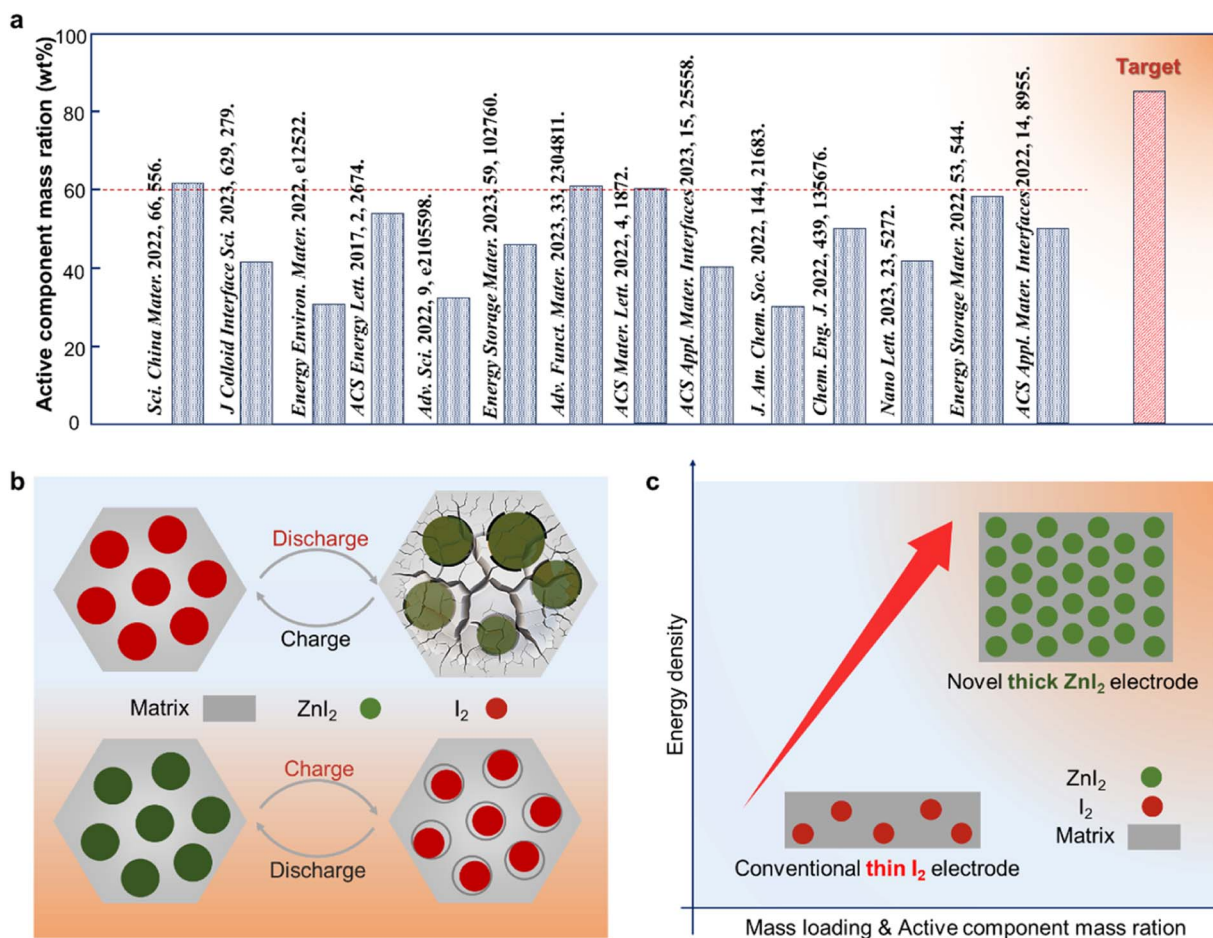 a
Active component mass ration (wt%)
100
80
60
40
20
0
Sci. China Mater. 2022, 66, 556.
J Colloid Interface Sci. 2023, 629, 279.
Energy Environ. Mater. 2022, e12522.
ACS Energy Lett. 2017, 2, 2674.
Adv. Sci. 2022, 9, e2105598.
Energy Storage Mater. 2023, 59, 102760.
Adv. Funct. Mater. 2023, 33, 2304811.
ACS Mater. Lett. 2022, 4, 1872.
ACS Appl. Mater. Interfaces 2023, 15, 25558.
J. Am. Chem. Soc. 2022, 144, 21683.
Chem. Eng. J. 2022, 439, 135676.
Nano Lett. 2023, 23, 5272.
Energy Storage Mater. 2022, 53, 544.
ACS Appl. Mater. Interfaces 2022, 14, 8955.
Target
b
Discharge
Charge
Matrix
ZnI₂
I₂
Charge
Discharge
c
Energy density
Novel thick ZnI₂ electrode
ZnI₂
I₂
Matrix
Conventional thin I₂ electrode
Mass loading & Active component mass ration